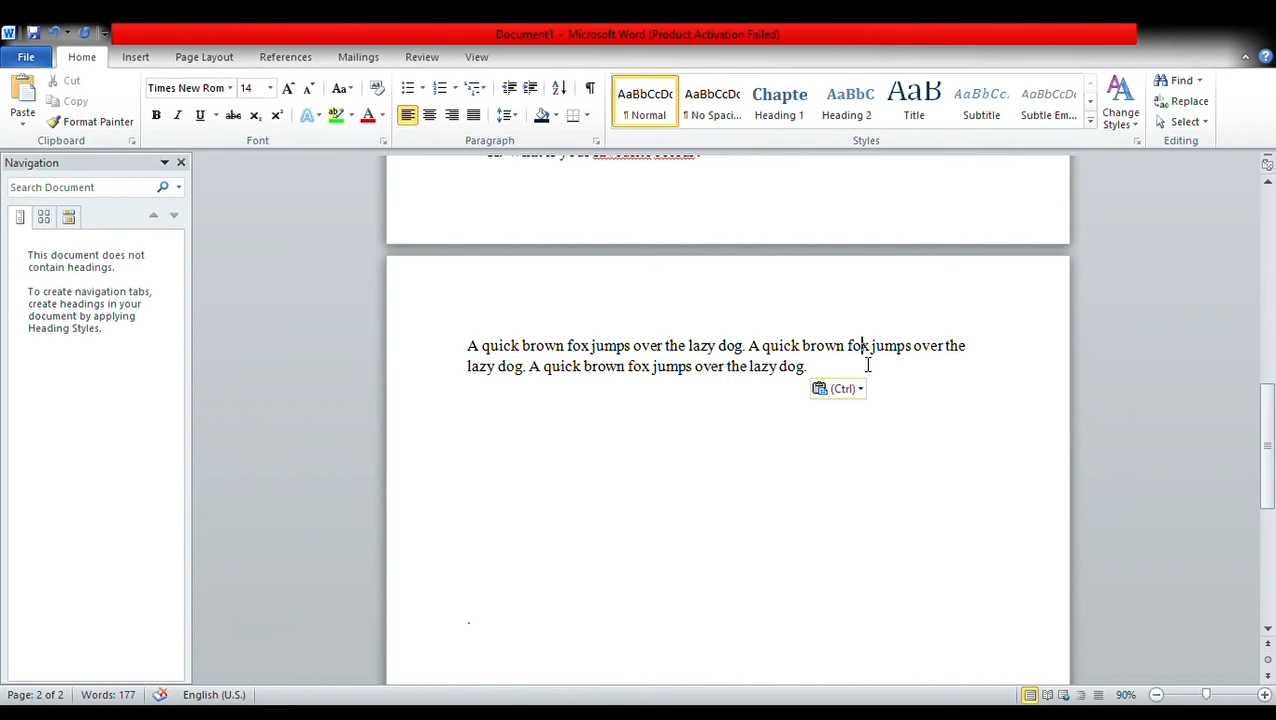 Document1 - Microsoft Word (Product Activation Failed)
File Home Insert Page Layout References Mailings Review View
Paste Cut Copy Format Painter
Times New Rom 14 Aa
B I U abc X₂ X² A A
AaBbCcDc AaBbCcDc Chapte AaBbC AaB AaBbCc. AaBbCcDc
¶ Normal ¶ No Spaci... Heading 1 Heading 2 Title Subtitle Subtle Em...
Change Styles
Find Replace Select
Clipboard Font Paragraph Styles Editing
Navigation
Search Document
This document does not
contain headings.
To create navigation tabs,
create headings in your
document by applying
Heading Styles.
A quick brown fox jumps over the lazy dog. A quick brown fox jumps over the
lazy dog. A quick brown fox jumps over the lazy dog.
(Ctrl)
.
Page: 2 of 2 Words: 177 English (U.S.) 90%